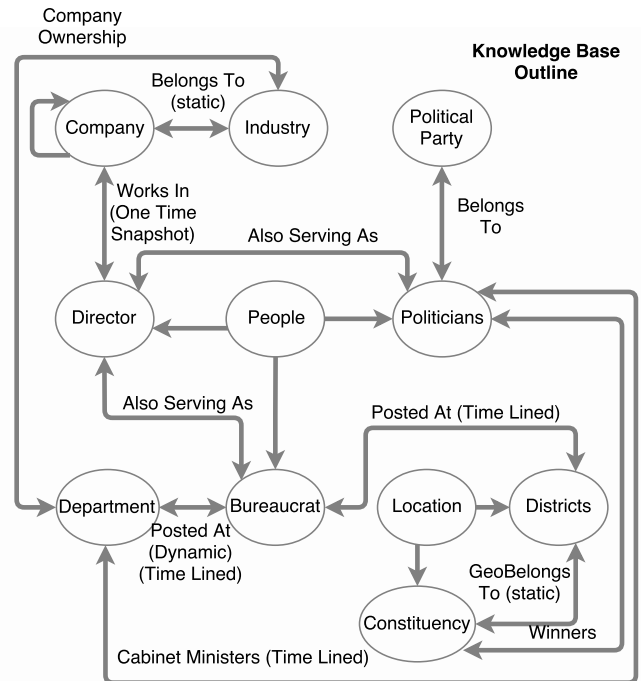 Company
Ownership
Knowledge Base
Outline
Belongs To
(static)
Company
Industry
Political
Party
Works In
(One Time
Snapshot)
Belongs
To
Also Serving As
Director
People
Politicians
Also Serving As
Posted At (Time Lined)
Department
Bureaucrat
Location
Districts
Posted At
(Dynamic)
(Time Lined)
GeoBelongs
To (static)
Constituency
Winners
Cabinet Ministers (Time Lined)